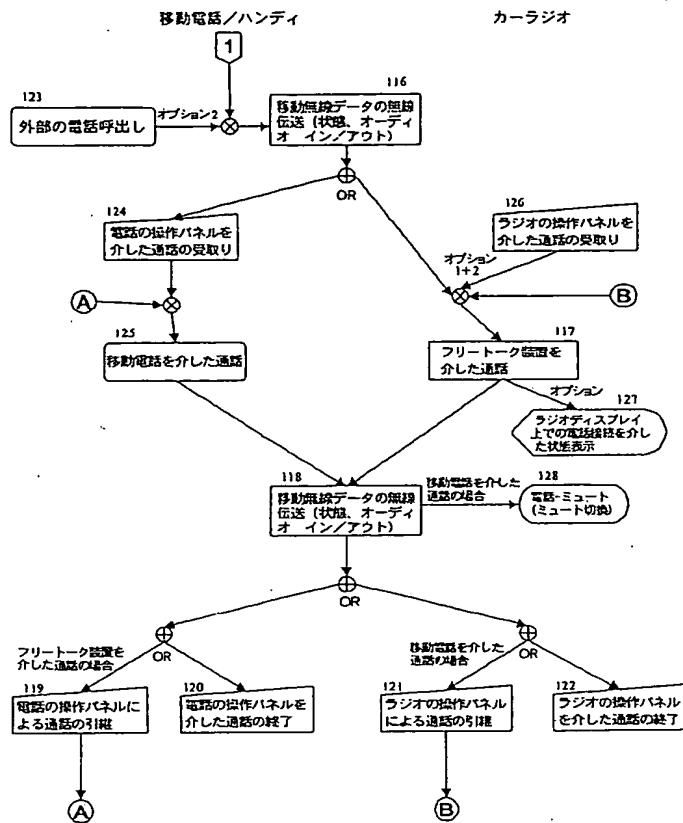 移動電話/ハンディ
カーラジオ
1
123
外部の電話呼出し
オプション2
116
移動無線データの無線
伝送(状態、オーディ
オ イン/アウト)
OR
124
電話の操作パネルを
介した通話の受取り
126
ラジオの操作パネルを
介した通話の受取り
オプション
1+2
A
B
125
移動電話を介した通話
117
フリートーク装置を
介した通話
オプション
127
ラジオディスプレイ
上での電話接続を介し
た状態表示
118
移動無線データの無線
伝送(状態、オーディ
オ イン/アウト)
移動電話を介した
通話の場合
128
電話-ミュート
(ミュート切換)
OR
フリートーク装置を
介した通話の場合
OR
移動電話を介した
通話の場合
OR
119
電話の操作パネルに
よる通話の引継
120
電話の操作パネルを
介した通話の終了
121
ラジオの操作パネル
による通話の引継
122
ラジオの操作パネル
を介した通話の終了
A
B